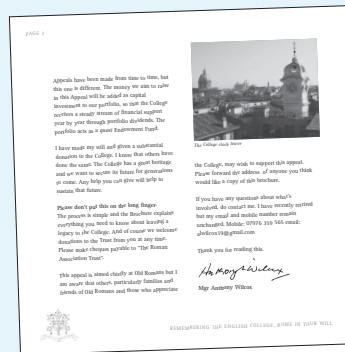 PAGE 2
Appeals have been made from time to time, but
this one is different. The money we aim to raise
in this Appeal will be added as capital
investment to our portfolio, so that the College
receives a steady stream of financial support
year by year through portfolio dividends. The
portfolio acts as a quasi Endowment Fund.
I have made my will and given a substantial
donation to the College. I know that others have
done the same. The College has a great heritage
and we want to secure its future for generations
to come. Any help you can give will help to
sustain that future.
Please don't put this on the long finger.
The process is simple and the Brochure explains
everything you need to know about leaving a
legacy to the College. And of course we welcome
donations to the Trust from you at any time.
Please make cheques payable to "The Roman
Association Trust".
This appeal is aimed chiefly at Old Romans but I
am aware that others, particularly families and
friends of Old Romans and those who appreciate
The College clock tower
the College, may wish to support this appeal.
Please forward the address of anyone you think
would like a copy of this brochure.
If you have any questions about what's
involved, do contact me. I have recently retired
but my email and mobile number remain
unchanged. Mobile: 07976 259 565 email:
Thank you for reading this.
Anthony Wilcox
Mgr Anthony Wilcox
REMEMBERING THE ENGLISH COLLEGE, ROME IN YOUR WILL